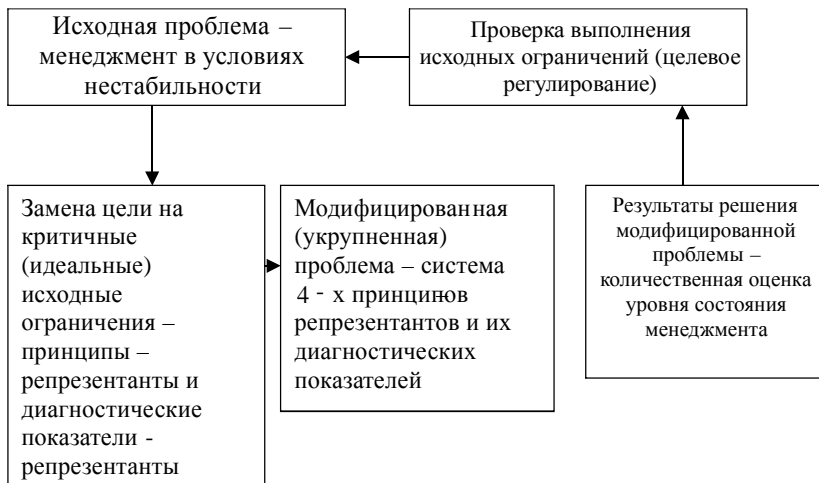 Исходная проблема –
менеджмент в условиях
нестабильности
Проверка выполнения
исходных ограничений (целевое
регулирование)
Замена цели на
критичные
(идеальные)
исходные
ограничения –
принципы –
репрезентанты и
диагностические
показатели -
репрезентанты
Модифицированная
(укрупненная)
проблема – система
4 - х принципов
репрезентантов и их
диагностических
показателей
Результаты решения
модифицированной
проблемы –
количественная оценка
уровня состояния
менеджмента